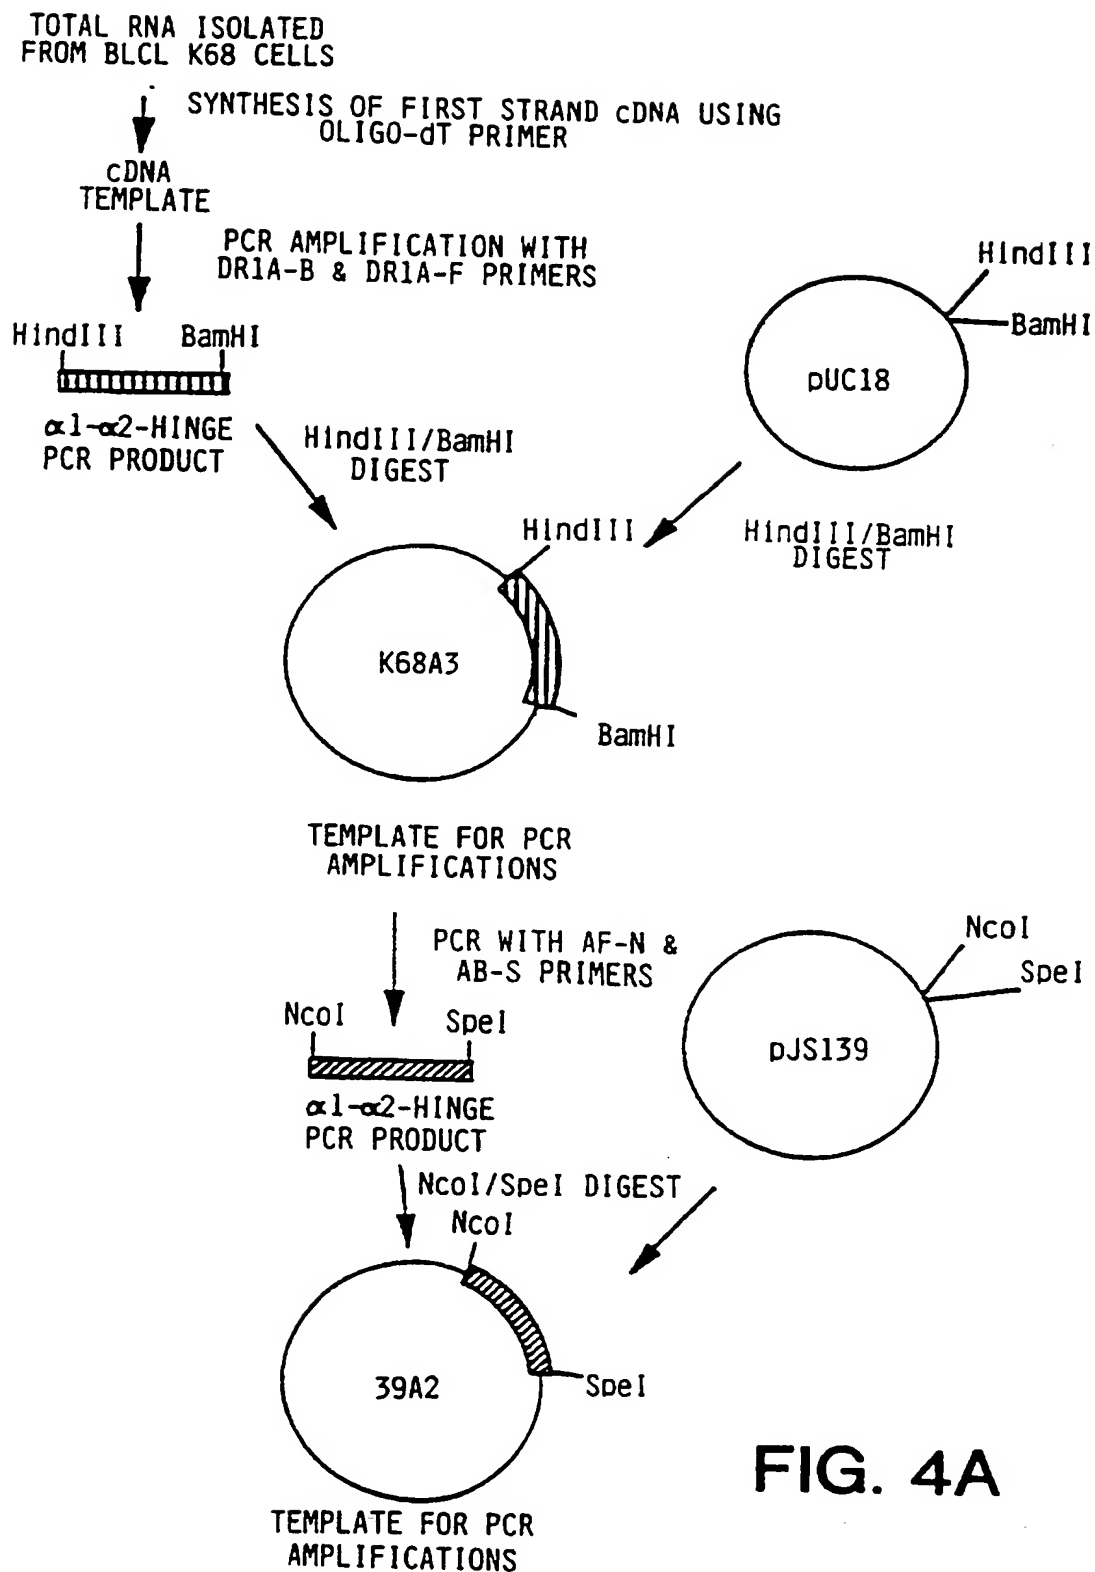 TOTAL RNA ISOLATED
FROM BLCL K68 CELLS
SYNTHESIS OF FIRST STRAND cDNA USING
OLIGO-dT PRIMER
cDNA
TEMPLATE
PCR AMPLIFICATION WITH
DR1A-B & DR1A-F PRIMERS
HindIII BamHI
α1-α2-HINGE
PCR PRODUCT
HindIII/BamHI
DIGEST
HindIII
BamHI
pUC18
HindIII/BamHI
DIGEST
HindIII
K68A3
BamHI
TEMPLATE FOR PCR
AMPLIFICATIONS
PCR WITH AF-N &
AB-S PRIMERS
NcoI SpeI
α1-α2-HINGE
PCR PRODUCT
NcoI
SpeI
pJS139
NcoI/SpeI DIGEST
NcoI
39A2
SpeI
TEMPLATE FOR PCR
AMPLIFICATIONS
FIG. 4A